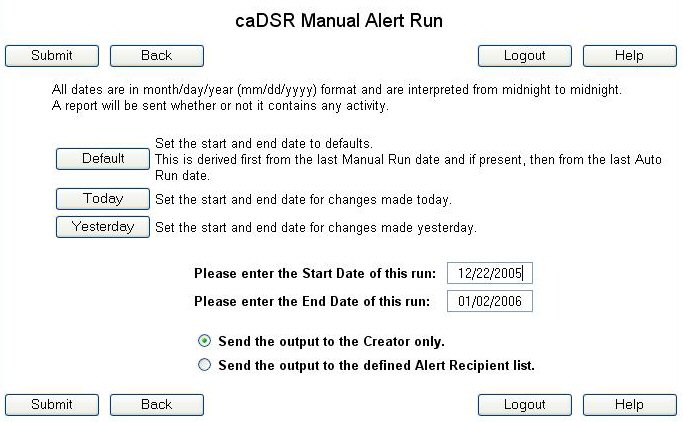 caDSR Manual Alert Run
Submit Back Logout Help
All dates are in month/day/year (mm/dd/yyyy) format and are interpreted from midnight to midnight.
A report will be sent whether or not it contains any activity.
Set the start and end date to defaults.
Default This is derived first from the last Manual Run date and if present, then from the last Auto
Run date.
Today Set the start and end date for changes made today.
Yesterday Set the start and end date for changes made yesterday.
Please enter the Start Date of this run: 12/22/2005
Please enter the End Date of this run: 01/02/2006
Send the output to the Creator only.
Send the output to the defined Alert Recipient list.
Submit Back Logout Help